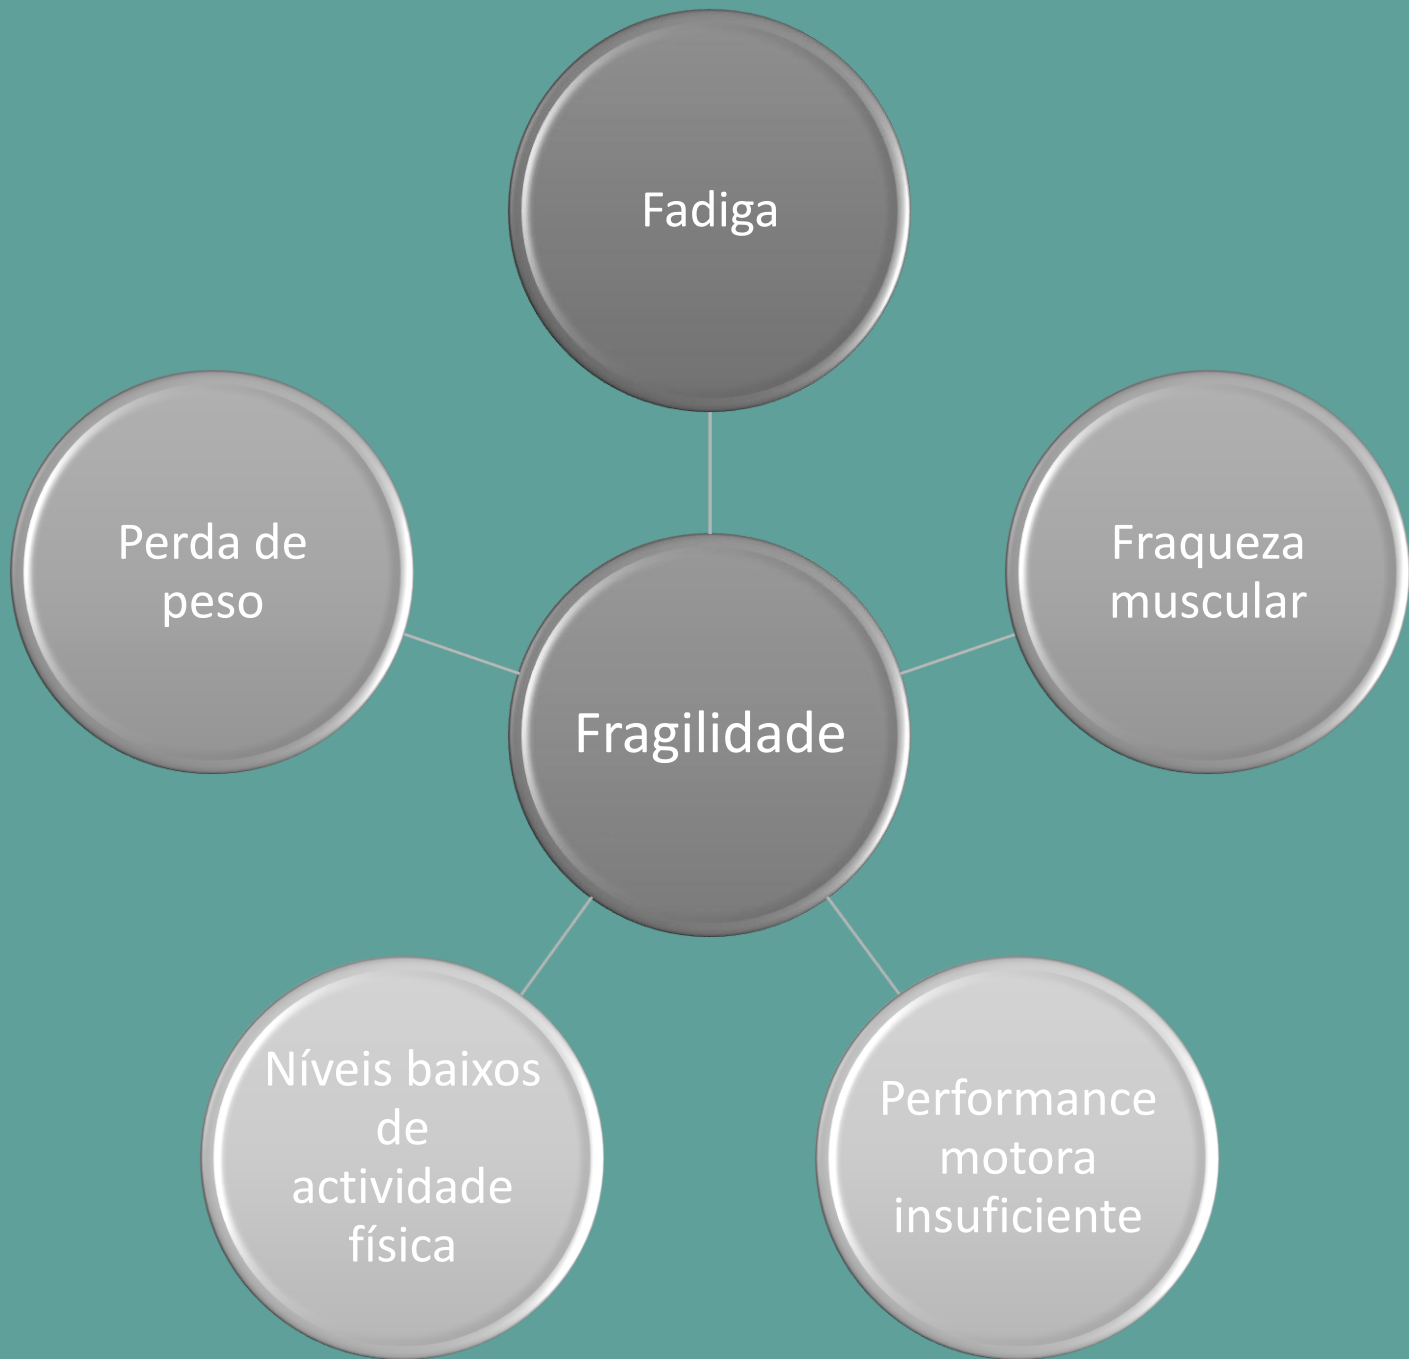 Fadiga
Perda de
peso
Fraqueza
muscular
Fragilidade
Níveis baixos
de
actividade
física
Performance
motora
insuficiente